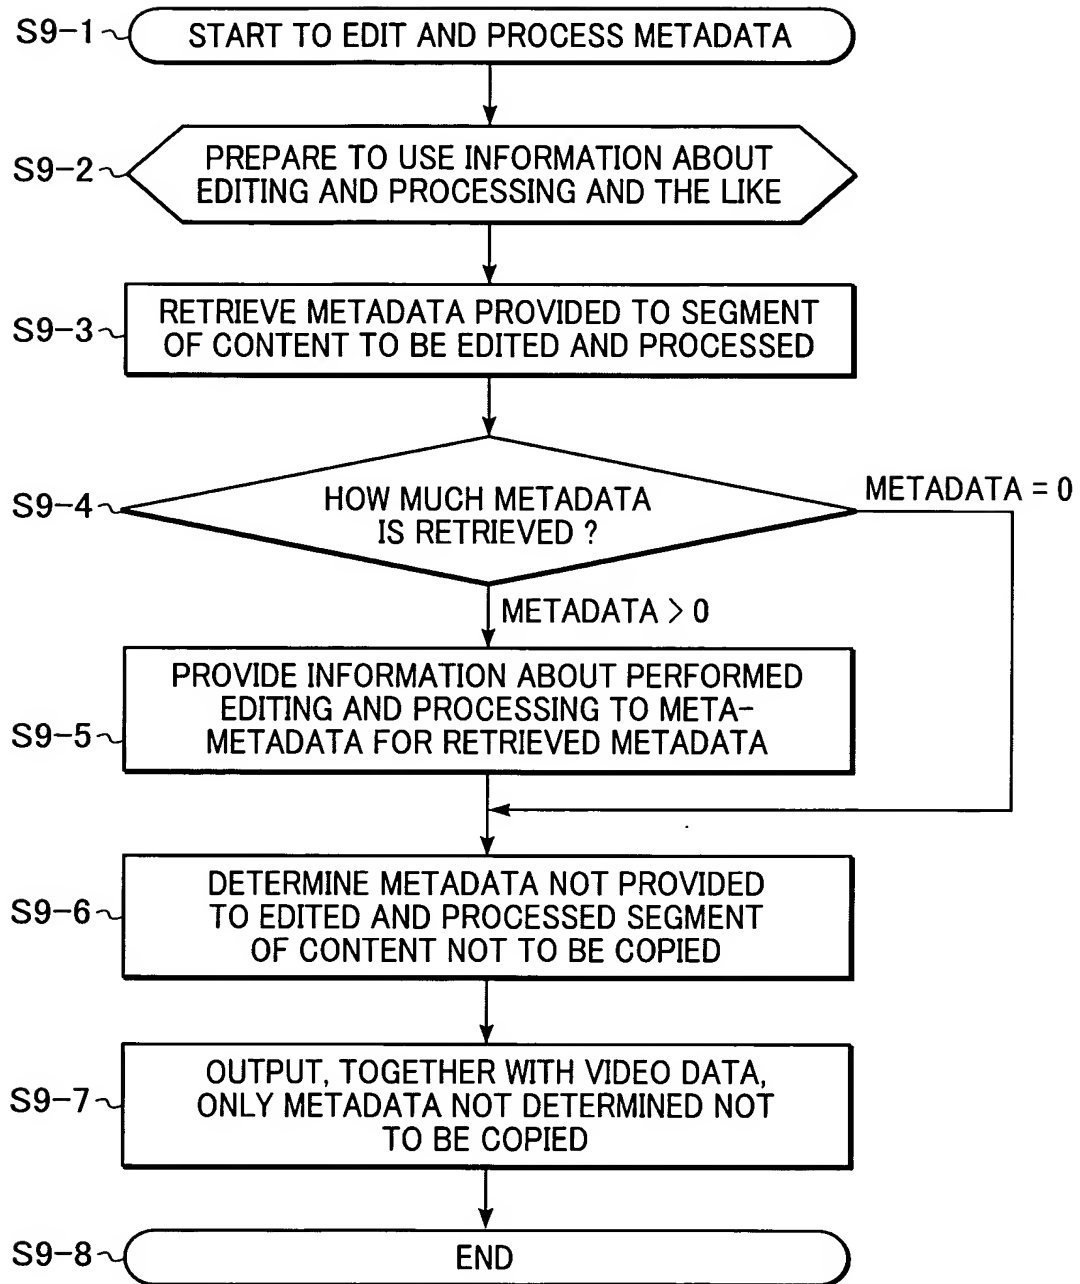 S9-1
START TO EDIT AND PROCESS METADATA
S9-2
PREPARE TO USE INFORMATION ABOUT
EDITING AND PROCESSING AND THE LIKE
S9-3
RETRIEVE METADATA PROVIDED TO SEGMENT
OF CONTENT TO BE EDITED AND PROCESSED
S9-4
HOW MUCH METADATA
IS RETRIEVED ?
METADATA = 0
METADATA > 0
S9-5
PROVIDE INFORMATION ABOUT PERFORMED
EDITING AND PROCESSING TO META-
METADATA FOR RETRIEVED METADATA
S9-6
DETERMINE METADATA NOT PROVIDED
TO EDITED AND PROCESSED SEGMENT
OF CONTENT NOT TO BE COPIED
S9-7
OUTPUT, TOGETHER WITH VIDEO DATA,
ONLY METADATA NOT DETERMINED NOT
TO BE COPIED
S9-8
END